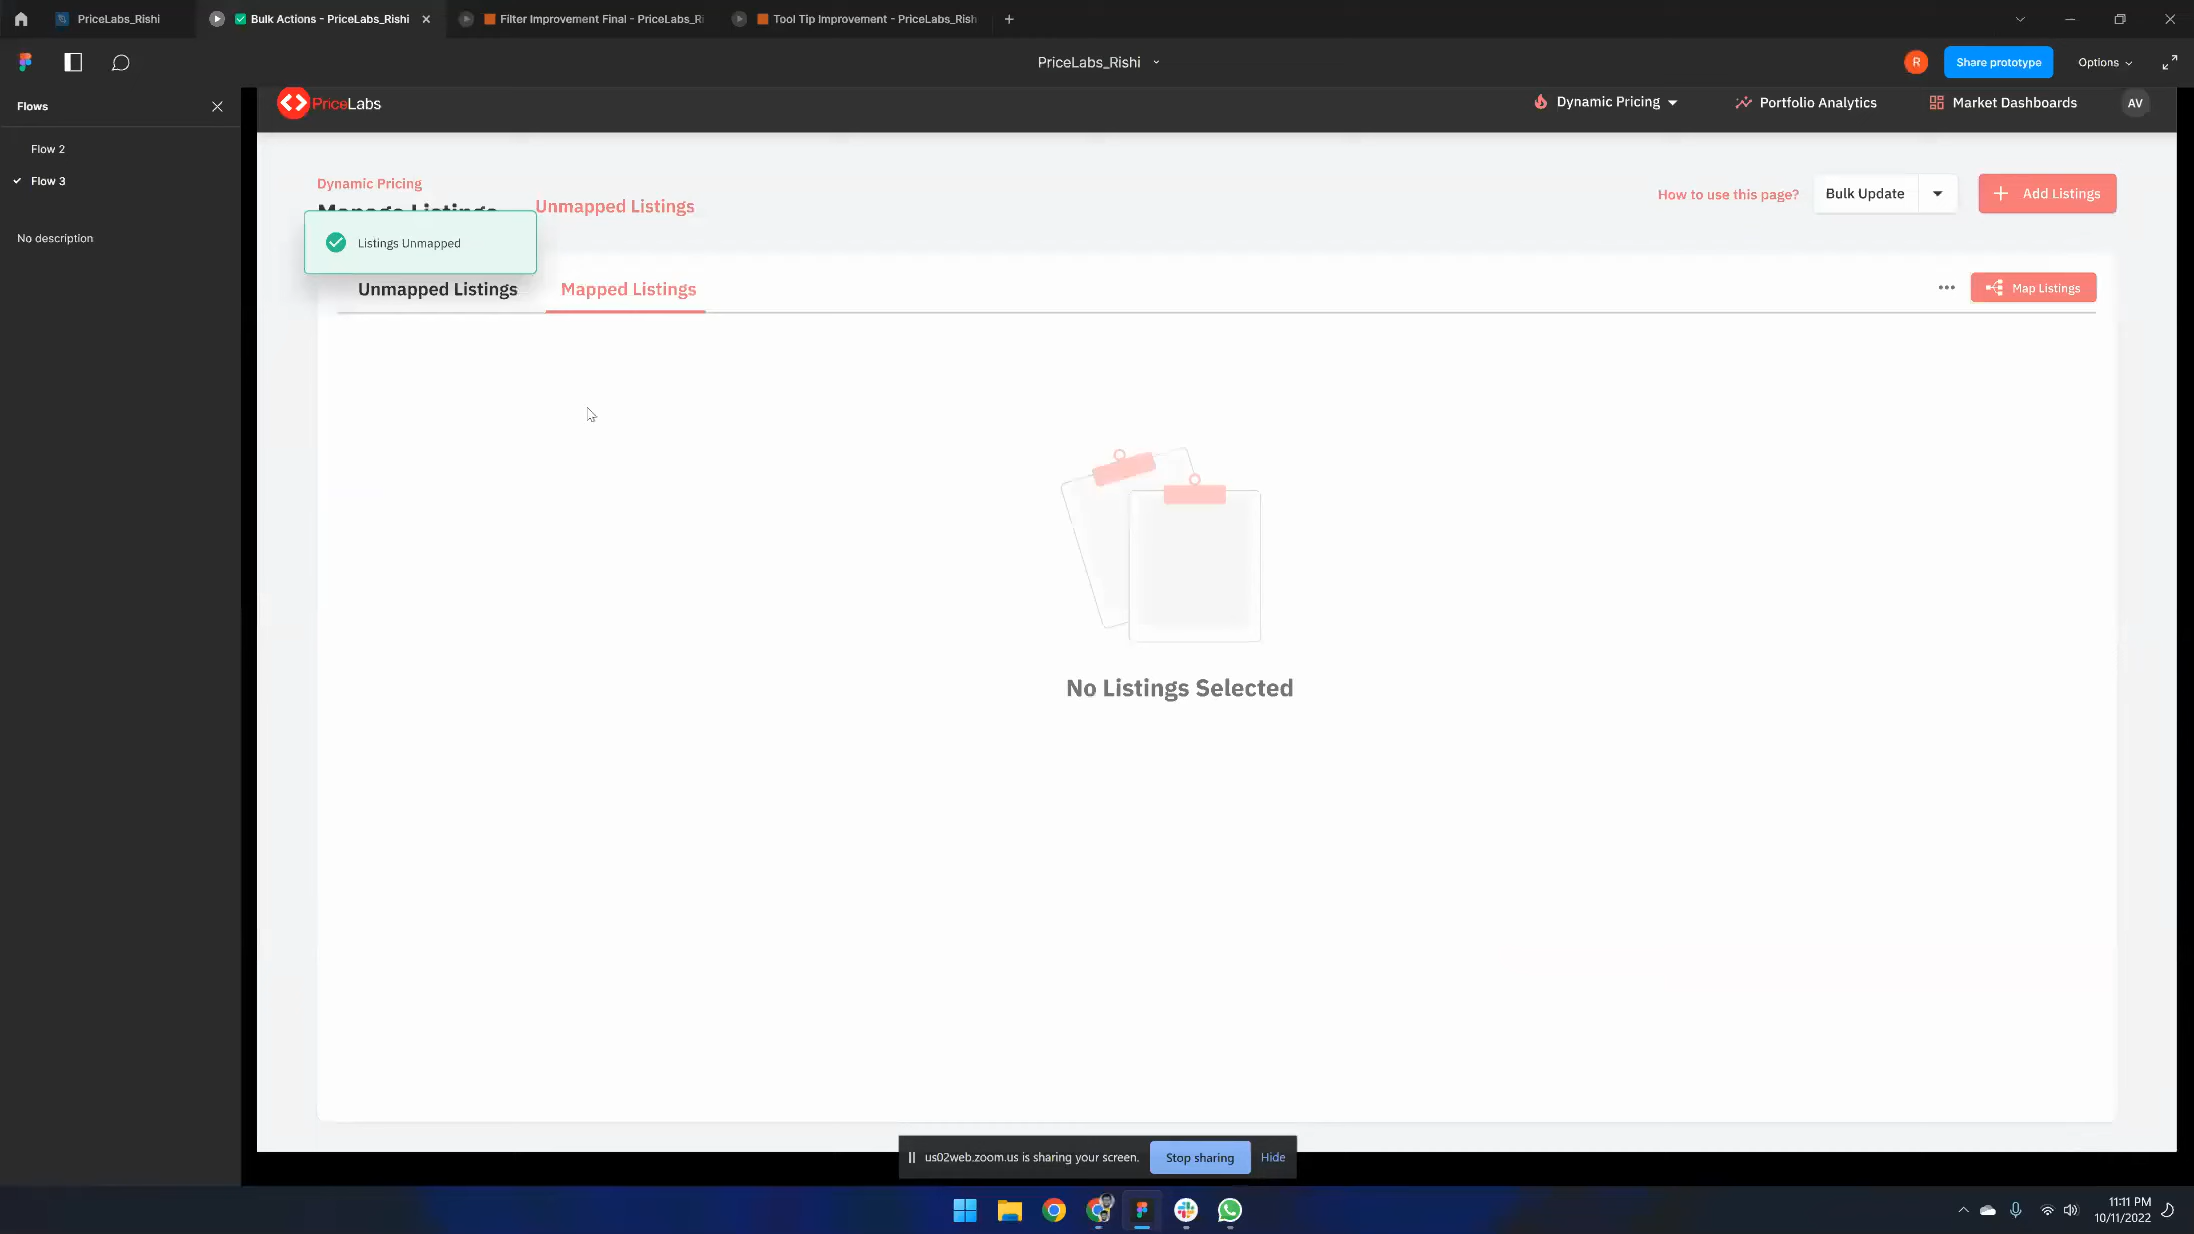 PriceLabs_Rishi
Bulk Actions - PriceLabs_Rishi
Filter Improvement Final - PriceLabs_Ri
Tool Tip Improvement - PriceLabs_Rish
PriceLabs_Rishi
R
Share prototype
Options
Flows
Flow 2
Flow 3
No description
PriceLabs
Dynamic Pricing
Portfolio Analytics
Market Dashboards
AV
Dynamic Pricing
Manage Listings
Unmapped Listings
How to use this page?
Bulk Update
Add Listings
Listings Unmapped
Unmapped Listings
Mapped Listings
Map Listings
No Listings Selected
us02web.zoom.us is sharing your screen.
Stop sharing
Hide
11:11 PM
10/11/2022